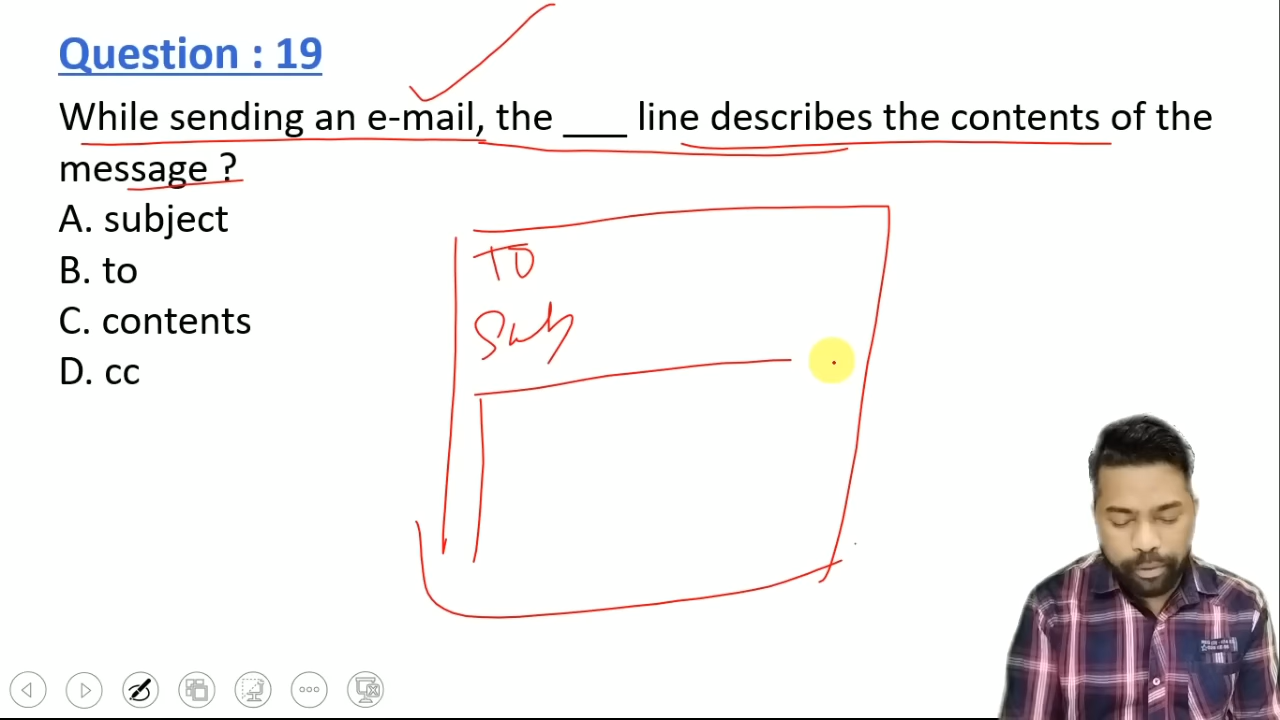 Question : 19
While sending an e-mail, the ___ line describes the contents of the
message ?
A. subject
B. to
C. contents
D. cc
TO
Sub